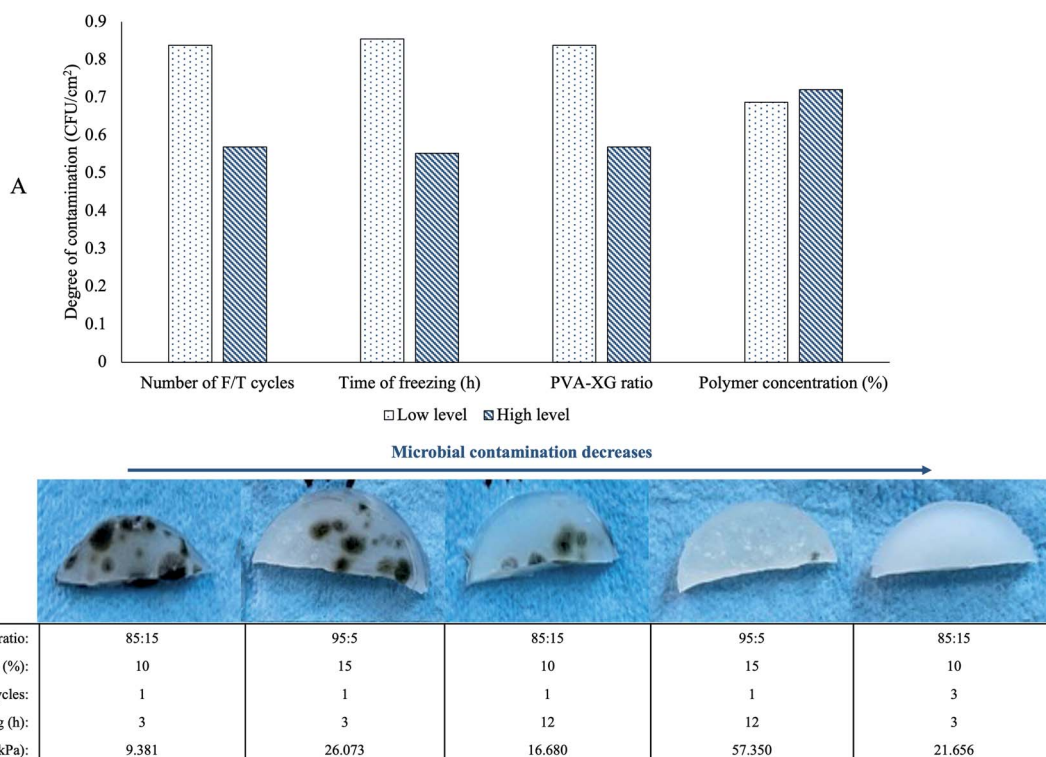 A
Degree of contamination (CFU/cm²)
0.9
0.8
0.7
0.6
0.5
0.4
0.3
0.2
0.1
0
Number of F/T cycles Time of freezing (h) PVA-XG ratio Polymer concentration (%)
Low level High level
Microbial contamination decreases
ratio: 85:15 95:5 85:15 95:5 85:15
(%): 10 15 10 15 10
ycles: 1 1 1 1 3
g (h): 3 3 12 12 3
kPa): 9.381 26.073 16.680 57.350 21.656